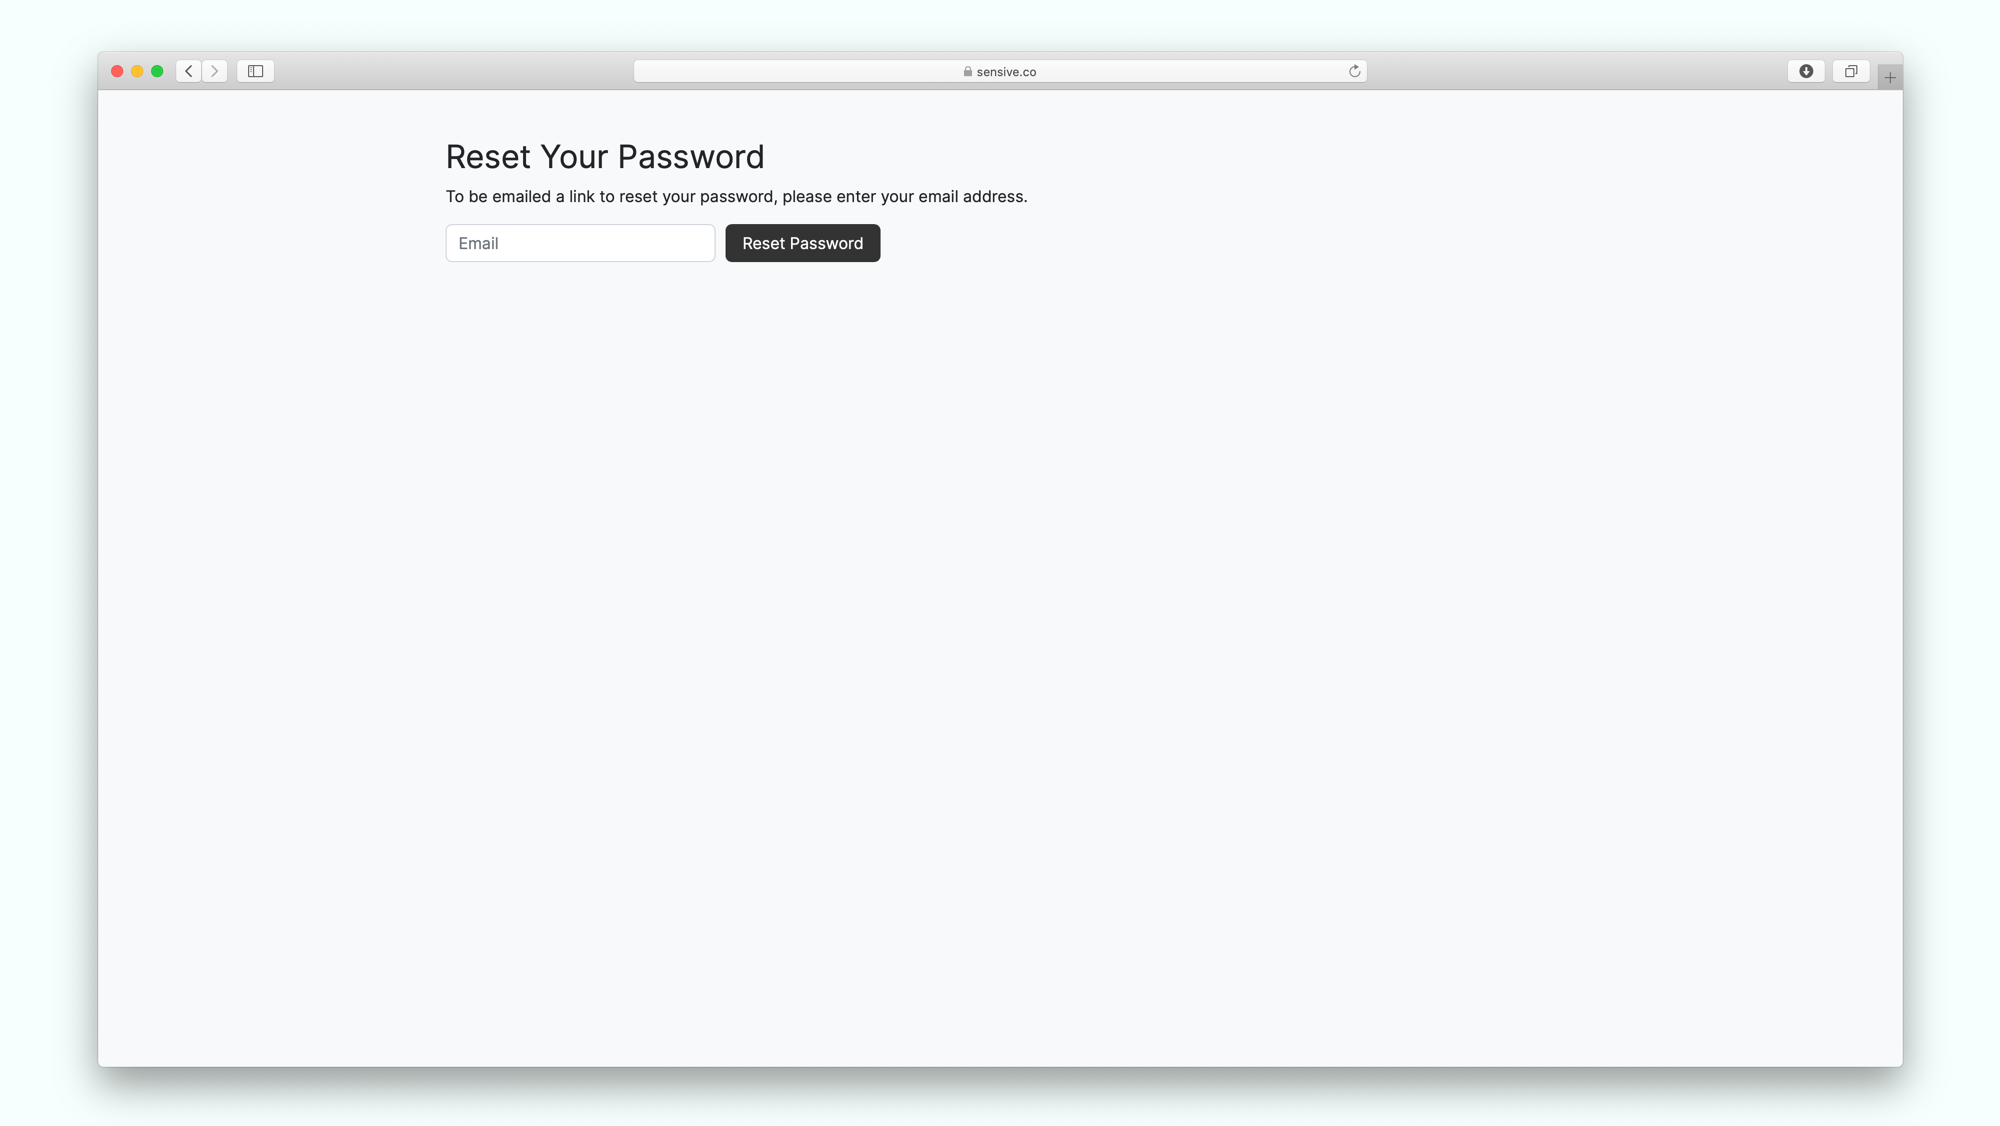 sensive.co
Reset Your Password
To be emailed a link to reset your password, please enter your email address.
Email
Reset Password